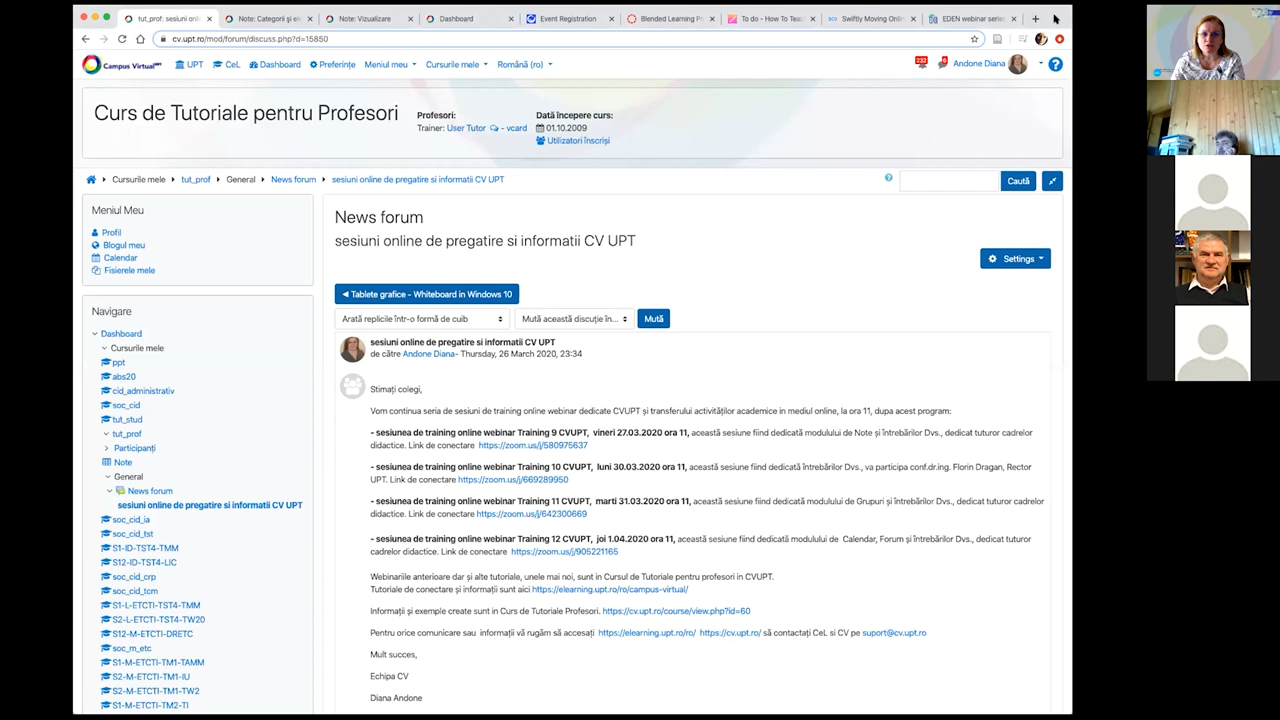 tut_prof: sesiuni onl
Note: Categorii și ele
Note: Vizualizare
Dashboard
Event Registration
Blended Learning P
To do - How To Teac
Swiftly Moving Onlin
EDEN webinar series
cv.upt.ro/mod/forum/discuss.php?d=15850
Campus Virtual UPT
UPT CeL Dashboard Preferințe Meniul meu Cursurile mele Română (ro)
233 Andone Diana
Curs de Tutoriale pentru Profesori
Profesori:
Trainer: User Tutor - vcard
Dată începere curs:
01.10.2009
Utilizatori înscriși
Cursurile mele tut_prof General News forum sesiuni online de pregatire si informatii CV UPT
Caută
Meniul Meu
Profil
Blogul meu
Calendar
Fisierele mele
Navigare
Dashboard
Cursurile mele
ppt
abs20
cid_administrativ
soc_cid
tut_stud
tut_prof
Participanți
Note
General
News forum
sesiuni online de pregatire si informatii CV UPT
soc_cid_ia
soc_cid_tst
S1-ID-TST4-TMM
S12-ID-TST4-LIC
soc_cid_crp
soc_cid_tcm
S1-L-ETCTI-TST4-TMM
S2-L-ETCTI-TST4-TW20
S12-M-ETCTI-DRETC
soc_m_etc
S1-M-ETCTI-TM1-TAMM
S2-M-ETCTI-TM1-IU
S2-M-ETCTI-TM1-TW2
S1-M-ETCTI-TM2-TI
News forum
sesiuni online de pregatire si informatii CV UPT
Settings
◀ Tablete grafice - Whiteboard in Windows 10
Arată replicile într-o formă de cuib
Mută această discuție în...
Mută
sesiuni online de pregatire si informatii CV UPT
de către Andone Diana- Thursday, 26 March 2020, 23:34
Stimați colegi,
Vom continua seria de sesiuni de training online webinar dedicate CVUPT și transferului activităților academice in mediul online, la ora 11, dupa acest program:
- sesiunea de training online webinar Training 9 CVUPT, vineri 27.03.2020 ora 11, această sesiune fiind dedicată modulului de Note și întrebărilor Dvs., dedicat tuturor cadrelor
didactice. Link de conectare https://zoom.us/j/580975637
- sesiunea de training online webinar Training 10 CVUPT, luni 30.03.2020 ora 11, această sesiune fiind dedicată întrebărilor Dvs., va participa conf.dr.ing. Florin Dragan, Rector
UPT. Link de conectare https://zoom.us/j/669289950
- sesiunea de training online webinar Training 11 CVUPT, marti 31.03.2020 ora 11, această sesiune fiind dedicată modulului de Grupuri și întrebărilor Dvs., dedicat tuturor cadrelor
didactice. Link de conectare https://zoom.us/j/642300669
- sesiunea de training online webinar Training 12 CVUPT, joi 1.04.2020 ora 11, această sesiune fiind dedicată modulului de Calendar, Forum și întrebărilor Dvs., dedicat tuturor
cadrelor didactice. Link de conectare https://zoom.us/j/905221165
Webinariile anterioare dar și alte tutoriale, unele mai noi, sunt in Cursul de Tutoriale pentru profesori in CVUPT.
Tutoriale de conectare și informații sunt aici https://elearning.upt.ro/ro/campus-virtual/
Informații și exemple create sunt in Curs de Tutoriale Profesori. https://cv.upt.ro/course/view.php?id=60
Pentru orice comunicare sau informații vă rugăm să accesați https://elearning.upt.ro/ro/ https://cv.upt.ro/ să contactați CeL si CV pe suport@cv.upt.ro
Mult succes,
Echipa CV
Diana Andone